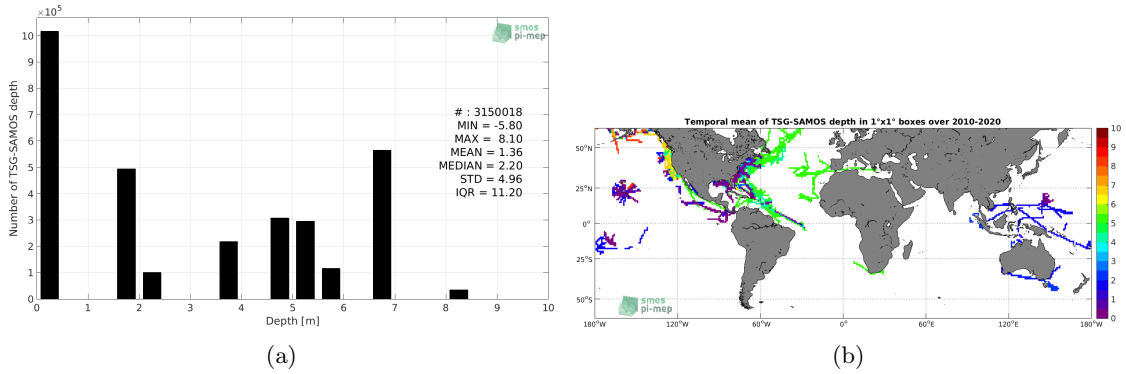 ×10⁵
smos
pi-mep
10
9
8
7
6
5
4
3
2
1
0
Number of TSG-SAMOS depth
# : 3150018
MIN = -5.80
MAX = 8.10
MEAN = 1.36
MEDIAN = 2.20
STD = 4.96
IQR = 11.20
0 1 2 3 4 5 6 7 8 9 10
Depth [m]
(a)
Temporal mean of TSG-SAMOS depth in 1°x1° boxes over 2010-2020
50°N
25°N
0°
25°S
50°S
180°W 120°W 60°W 0° 60°E 120°E 180°W
smos
pi-mep
10
9
8
7
6
5
4
3
2
1
0
(b)